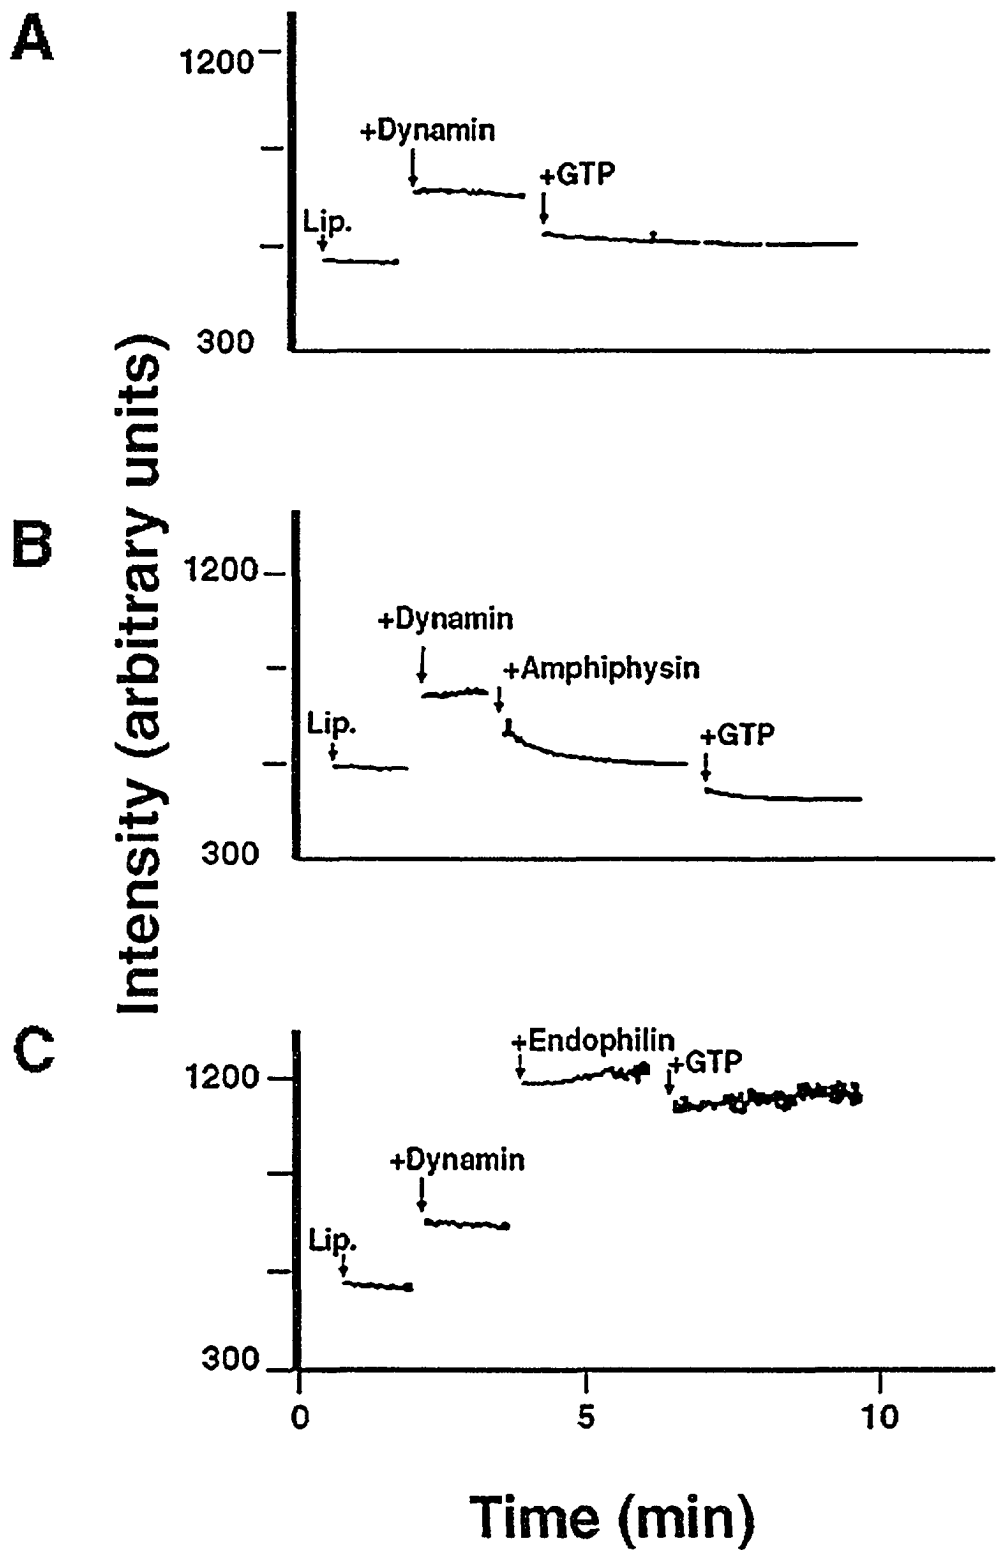 A
1200
+Dynamin
+GTP
Lip.
300
Intensity (arbitrary units)
B
1200
+Dynamin
+Amphiphysin
Lip.
+GTP
300
C
+Endophilin
+GTP
1200
+Dynamin
Lip.
300
0 5 10
Time (min)